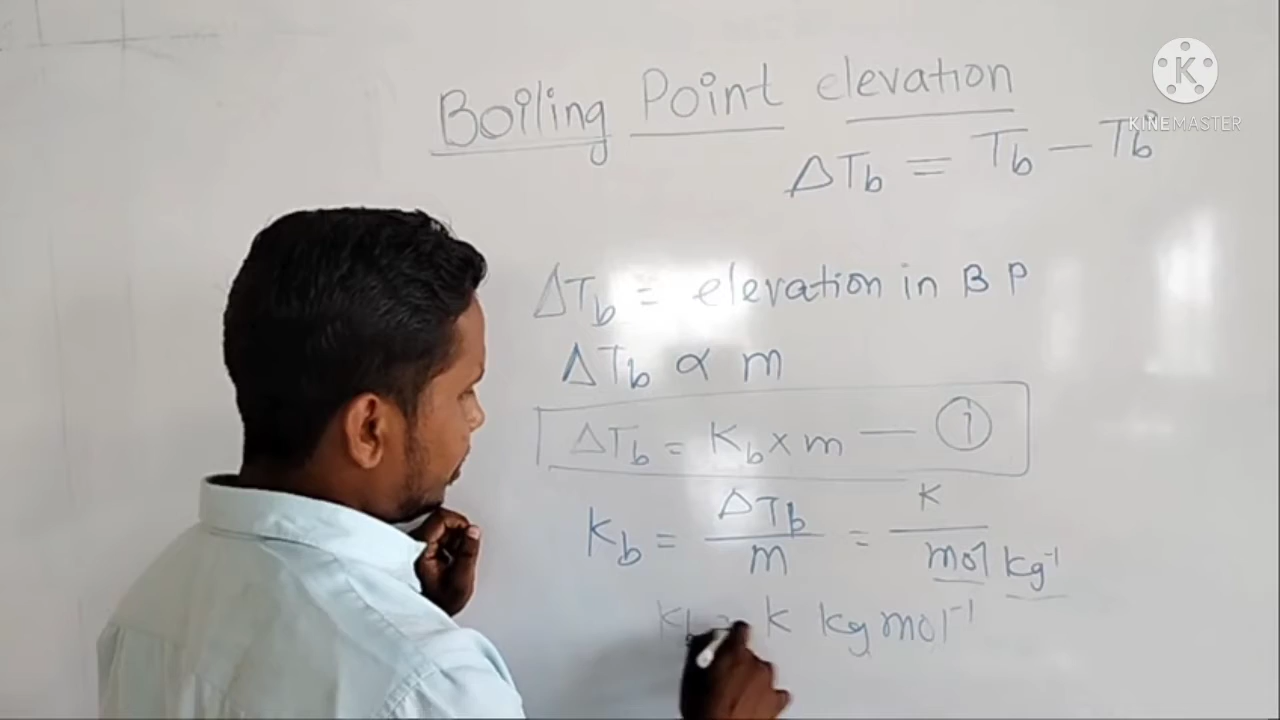 Boiling Point elevation
K
KINEMASTER
ΔTb = Tb − Tb°
ΔTb = elevation in B P
ΔTb ∝ m
ΔTb = Kb × m — ①
Kb = ΔTb / m = K / mol kg⁻¹
Kb = K kg mol⁻¹